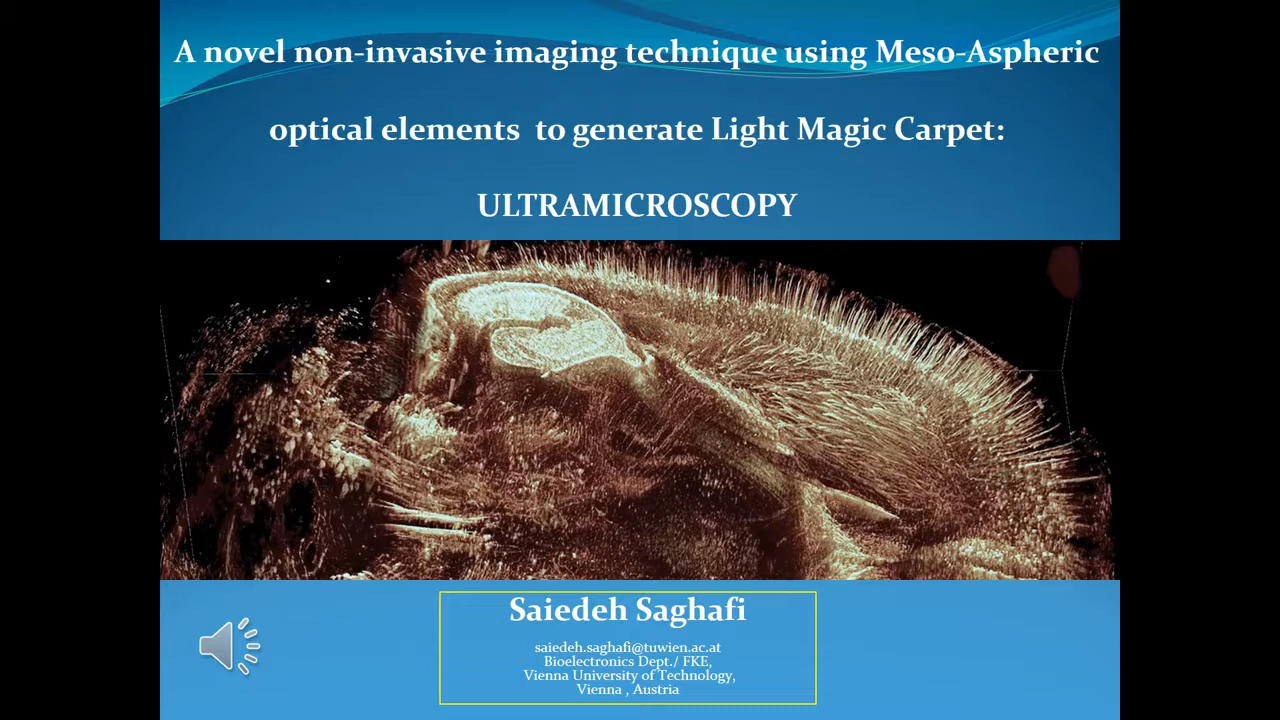 A novel non-invasive imaging technique using Meso-Aspheric
optical elements to generate Light Magic Carpet:
ULTRAMICROSCOPY
Saiedeh Saghafi
saiedeh.saghafi@tuwien.ac.at
Bioelectronics Dept./ FKE,
Vienna University of Technology,
Vienna , Austria